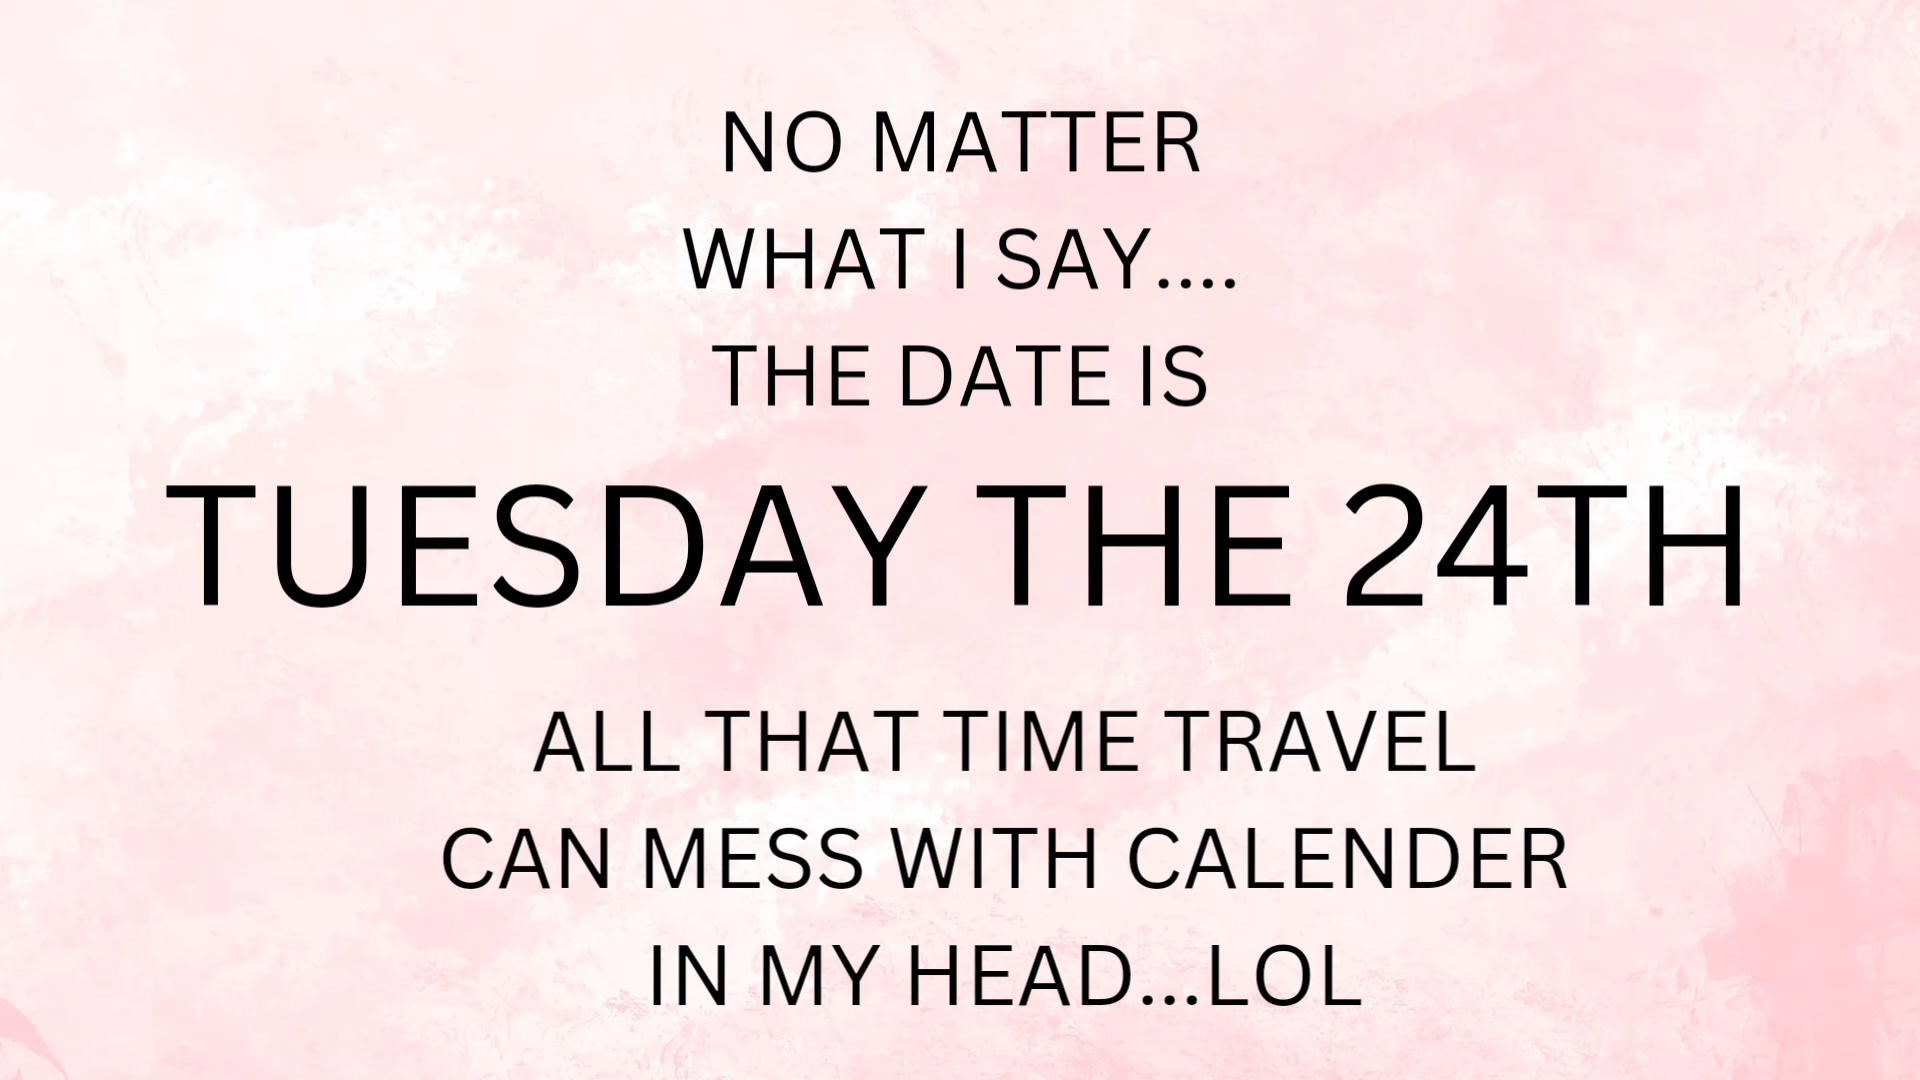 NO MATTER
WHAT I SAY....
THE DATE IS
TUESDAY THE 24TH
ALL THAT TIME TRAVEL
CAN MESS WITH CALENDER
IN MY HEAD...LOL